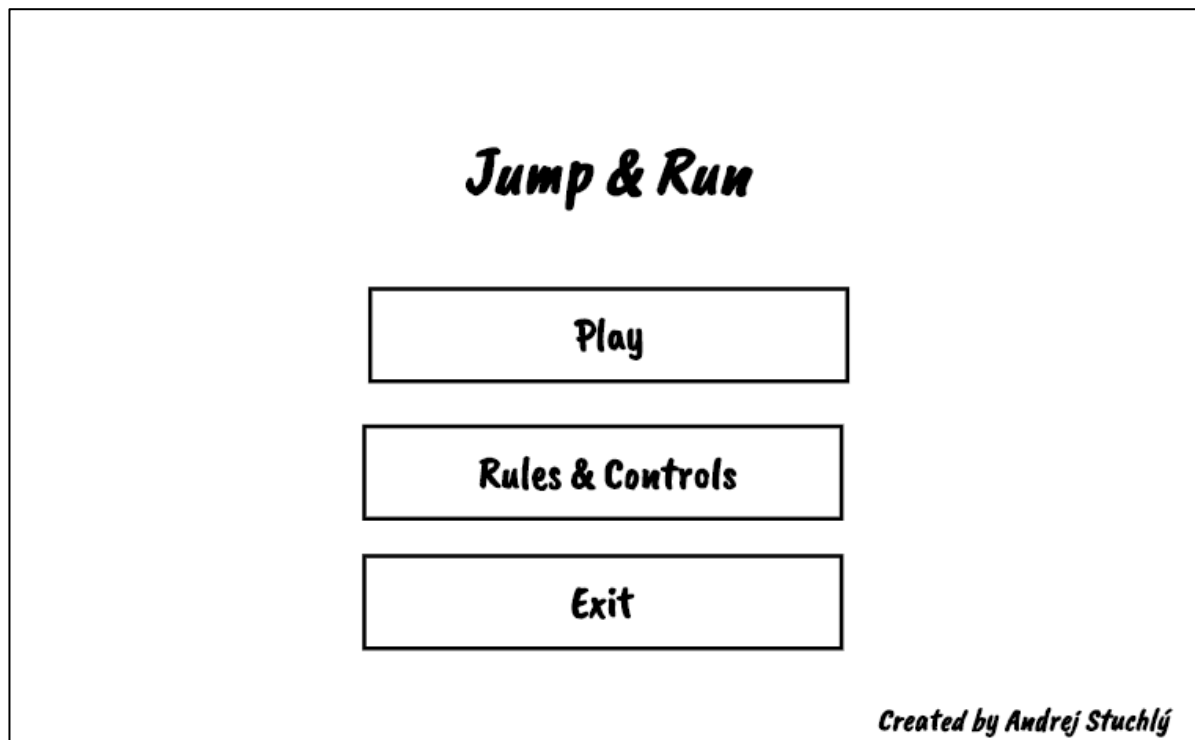 Jump & Run
Play
Rules & Controls
Exit
Created by Andrej Stuchlý